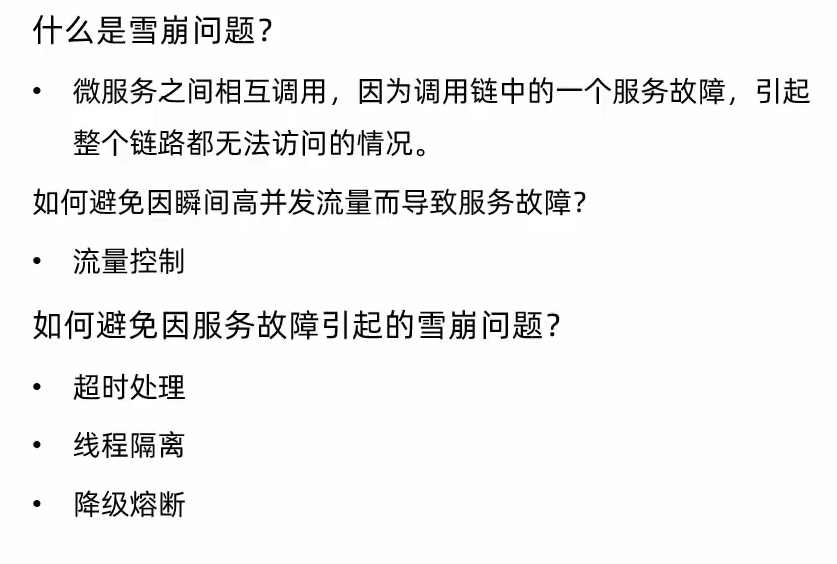 什么是雪崩问题？
• 微服务之间相互调用，因为调用链中的一个服务故障，引起
整个链路都无法访问的情况。
如何避免因瞬间高并发流量而导致服务故障？
• 流量控制
如何避免因服务故障引起的雪崩问题？
• 超时处理
• 线程隔离
• 降级熔断